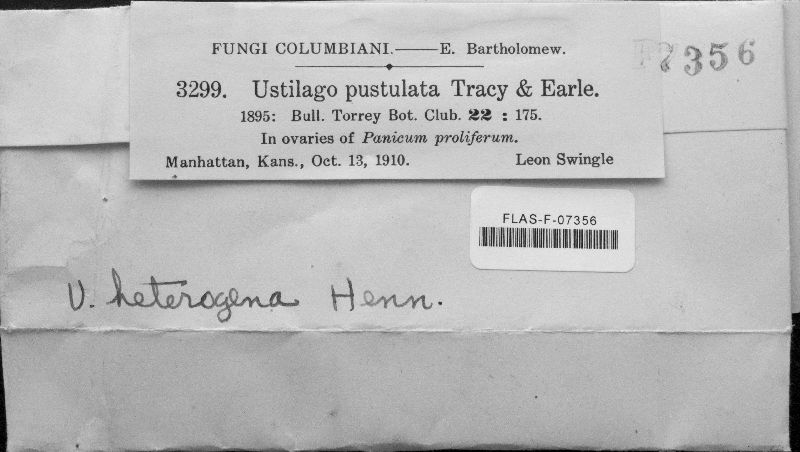 FUNGI COLUMBIANI.——E. Bartholomew.
3299. Ustilago pustulata Tracy & Earle.
1895: Bull. Torrey Bot. Club. 22 : 175.
In ovaries of Panicum proliferum.
Manhattan, Kans., Oct. 13, 1910. Leon Swingle
F7356
FLAS-F-07356
U. heterogena Henn.